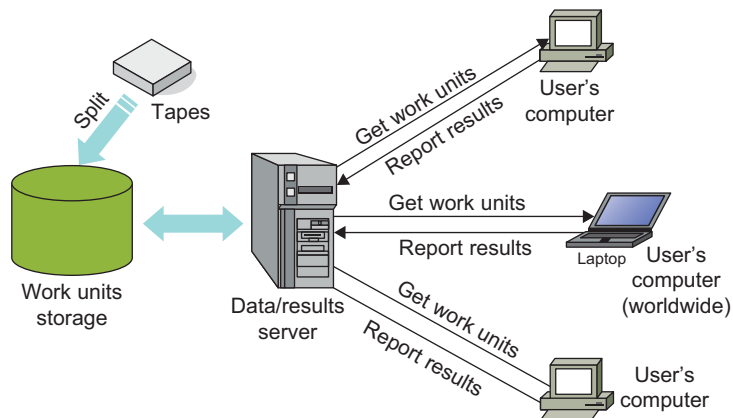 Split
Tapes
Work units
storage
Data/results
server
Get work units
Report results
User's
computer
Get work units
Report results
Laptop
User's
computer
(worldwide)
Get work units
Report results
User's
computer